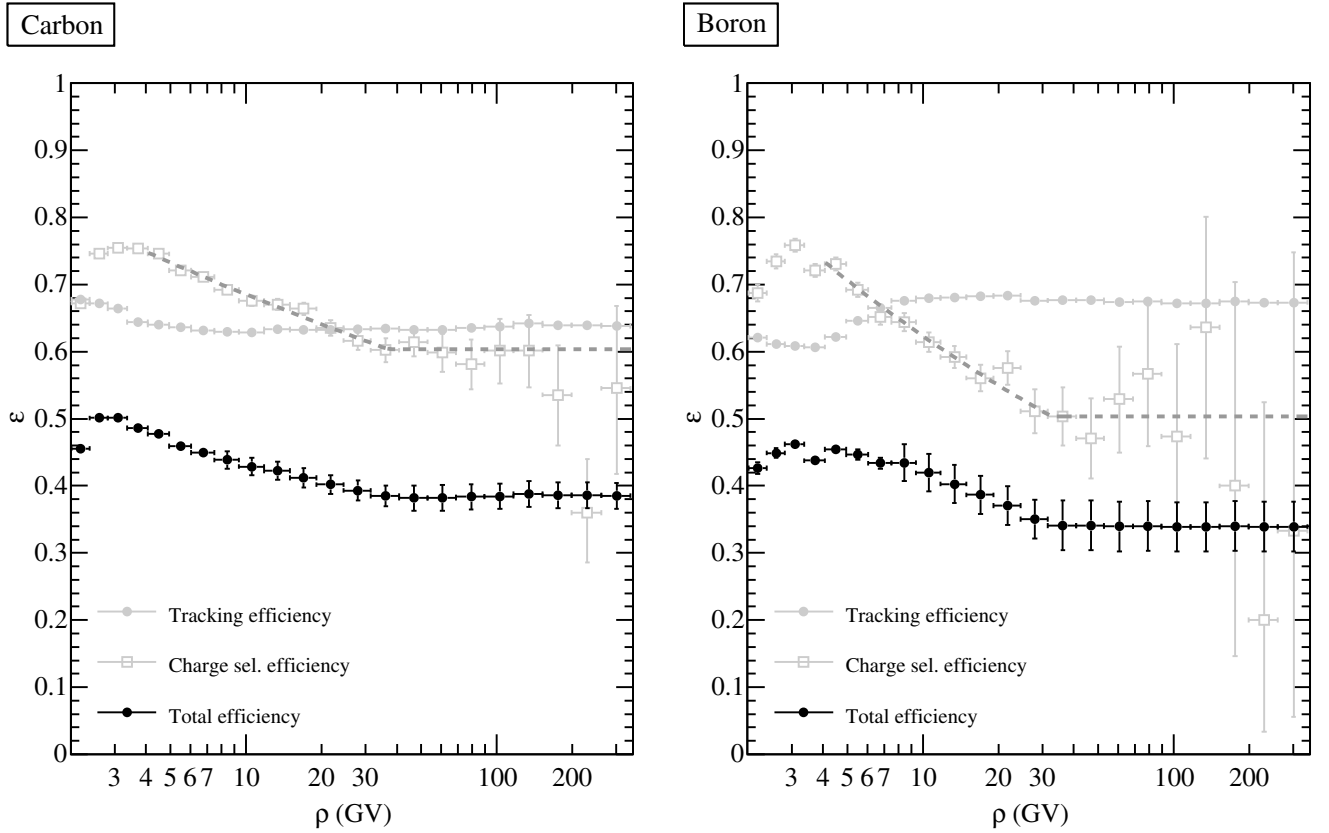 Carbon
1
0.9
0.8
0.7
0.6
0.5
ε
0.4
0.3
0.2
0.1
0
Tracking efficiency
Charge sel. efficiency
Total efficiency
3 4 5 6 7 10 20 30 100 200
ρ (GV)
Boron
1
0.9
0.8
0.7
0.6
0.5
ε
0.4
0.3
0.2
0.1
0
Tracking efficiency
Charge sel. efficiency
Total efficiency
3 4 5 6 7 10 20 30 100 200
ρ (GV)